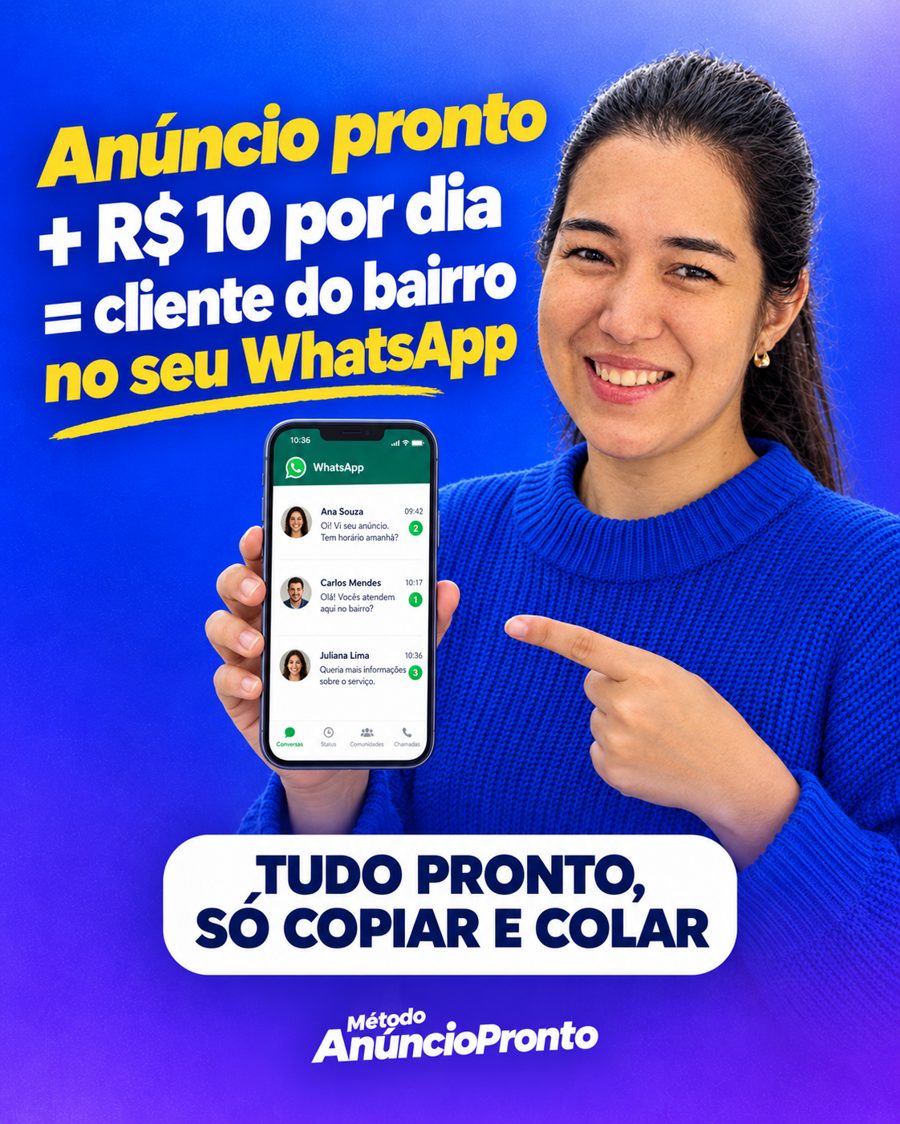 Anúncio pronto
+ R$ 10 por dia
= cliente do bairro
no seu WhatsApp
10:36
WhatsApp
Ana Souza 09:42
Oi! Vi seu anúncio. 2
Tem horário amanhã?
Carlos Mendes 10:17
Olá! Vocês atendem 1
aqui no bairro?
Juliana Lima 10:36
Queria mais informações 3
sobre o serviço.
Conversas Status Comunidades Chamadas
TUDO PRONTO,
SÓ COPIAR E COLAR
Método
AnúncioPronto